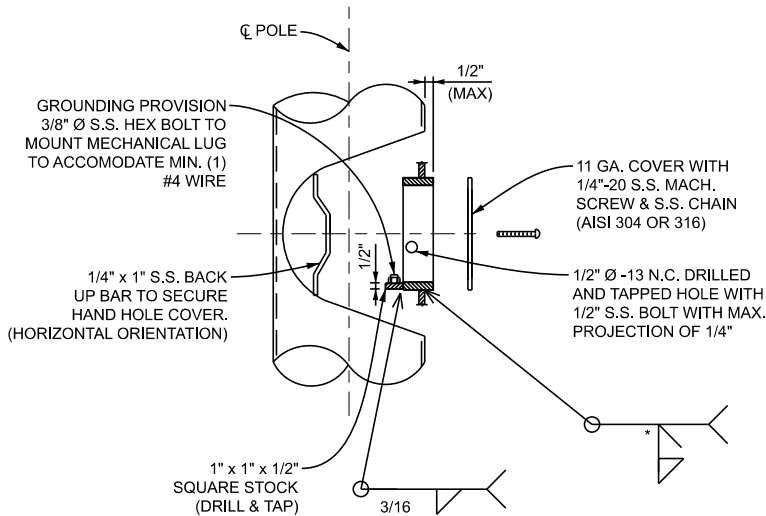 ℄ POLE
1/2"
(MAX)
GROUNDING PROVISION
3/8" Ø S.S. HEX BOLT TO
MOUNT MECHANICAL LUG
TO ACCOMODATE MIN. (1)
#4 WIRE
11 GA. COVER WITH
1/4"-20 S.S. MACH.
SCREW & S.S. CHAIN
(AISI 304 OR 316)
1/2"
1/4" x 1" S.S. BACK
UP BAR TO SECURE
HAND HOLE COVER.
(HORIZONTAL ORIENTATION)
1/2" Ø -13 N.C. DRILLED
AND TAPPED HOLE WITH
1/2" S.S. BOLT WITH MAX.
PROJECTION OF 1/4"
*
1" x 1" x 1/2"
SQUARE STOCK
(DRILL & TAP)
3/16